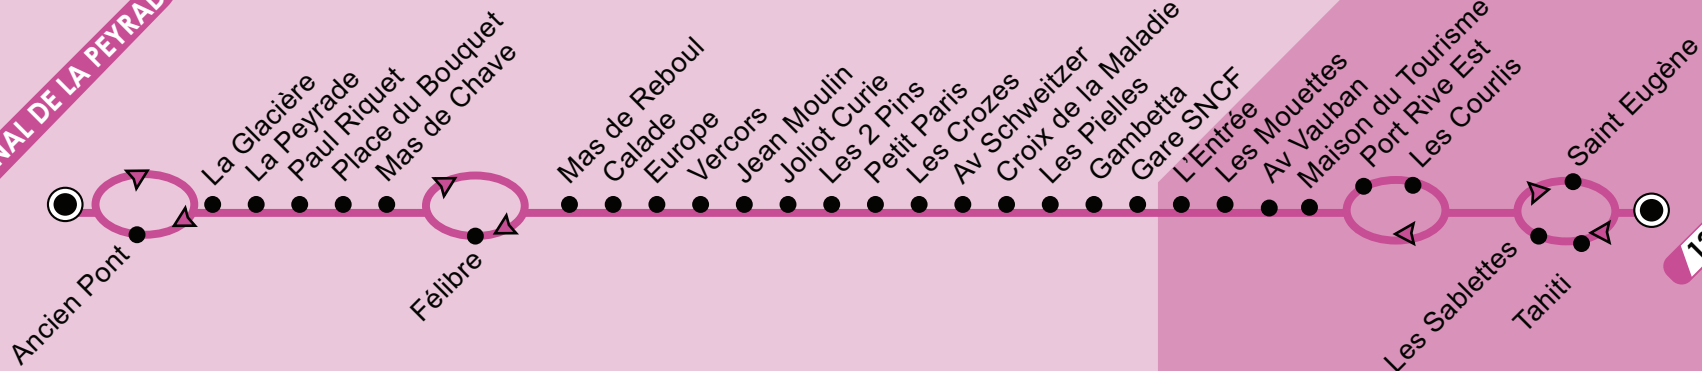 NAL DE LA PEYRAD
Ancien Pont
La Glacière
La Peyrade
Paul Riquet
Place du Bouquet
Mas de Chave
Félibre
Mas de Reboul
Calade
Europe
Vercors
Jean Moulin
Joliot Curie
Les 2 Pins
Petit Paris
Les Crozes
Av Schweitzer
Croix de la Maladie
Les Pielles
Gambetta
Gare SNCF
L'Entrée
Les Mouettes
Av Vauban
Maison du Tourisme
Port Rive Est
Les Courlis
Les Sablettes
Tahiti
Saint Eugène